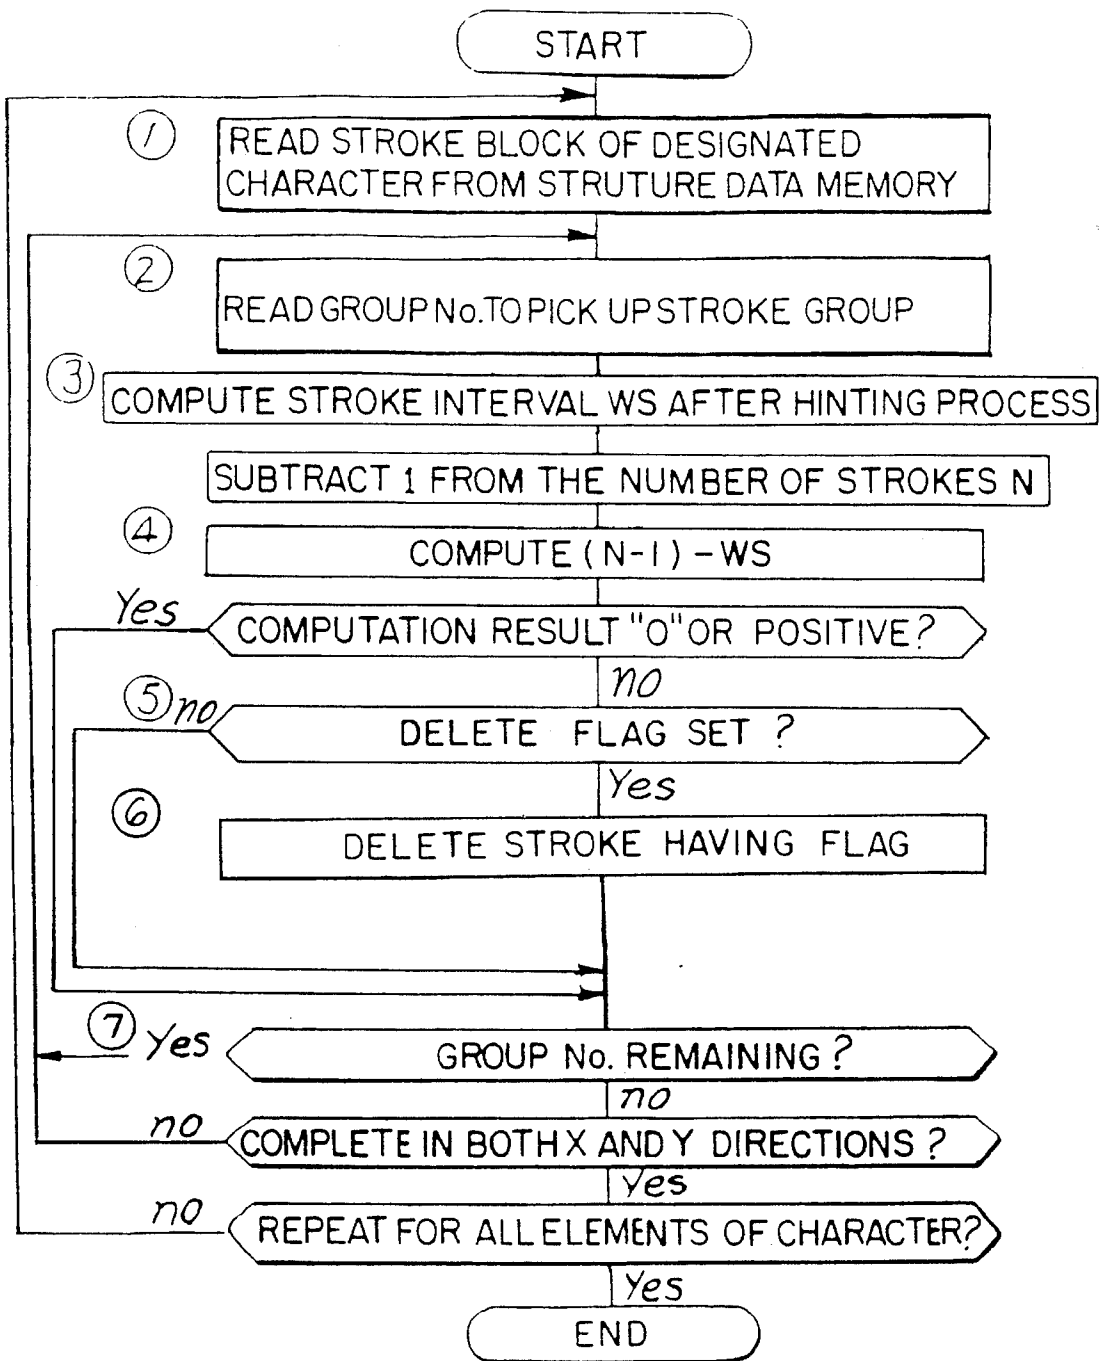 START
①
READ STROKE BLOCK OF DESIGNATED
CHARACTER FROM STRUTURE DATA MEMORY
②
READ GROUP No. TO PICK UP STROKE GROUP
③
COMPUTE STROKE INTERVAL WS AFTER HINTING PROCESS
SUBTRACT 1 FROM THE NUMBER OF STROKES N
④
COMPUTE (N-1) - WS
Yes
COMPUTATION RESULT "0" OR POSITIVE?
no
⑤ no
DELETE FLAG SET ?
Yes
⑥
DELETE STROKE HAVING FLAG
⑦ Yes
GROUP No. REMAINING ?
no
no
COMPLETE IN BOTH X AND Y DIRECTIONS ?
Yes
no
REPEAT FOR ALL ELEMENTS OF CHARACTER?
Yes
END